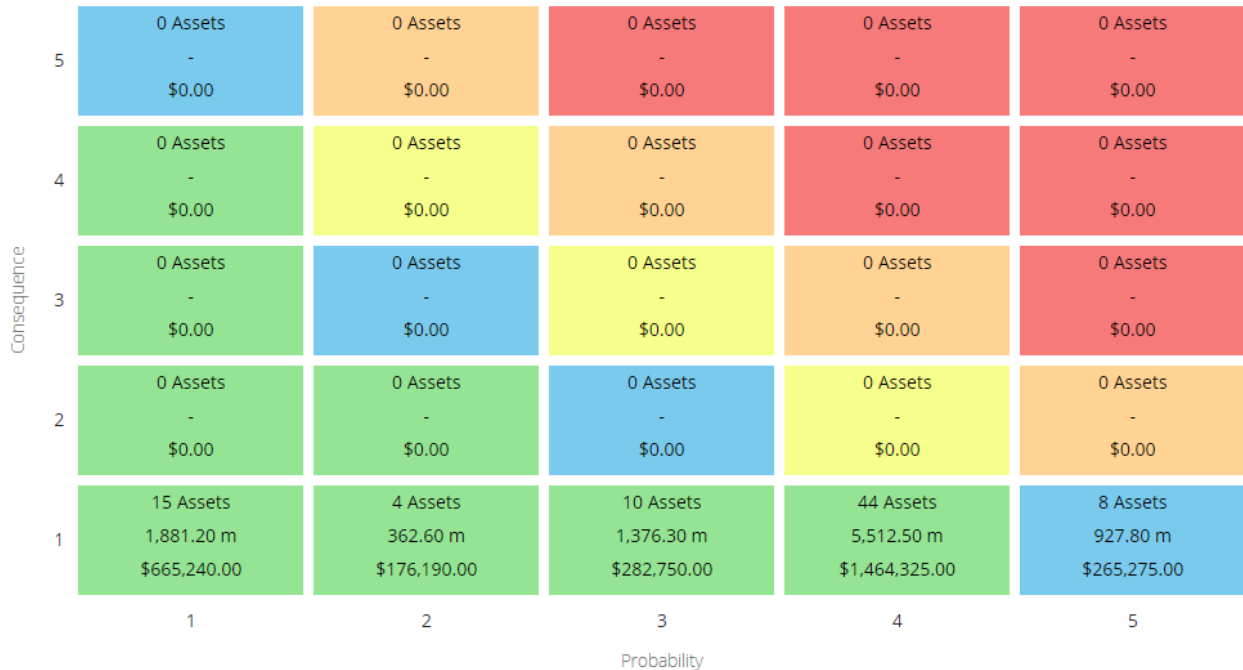 0 Assets
-
$0.00
0 Assets
-
$0.00
0 Assets
-
$0.00
0 Assets
-
$0.00
0 Assets
-
$0.00
5
0 Assets
-
$0.00
0 Assets
-
$0.00
0 Assets
-
$0.00
0 Assets
-
$0.00
0 Assets
-
$0.00
4
Consequence
0 Assets
-
$0.00
0 Assets
-
$0.00
0 Assets
-
$0.00
0 Assets
-
$0.00
0 Assets
-
$0.00
3
0 Assets
-
$0.00
0 Assets
-
$0.00
0 Assets
-
$0.00
0 Assets
-
$0.00
0 Assets
-
$0.00
2
15 Assets
1,881.20 m
$665,240.00
4 Assets
362.60 m
$176,190.00
10 Assets
1,376.30 m
$282,750.00
44 Assets
5,512.50 m
$1,464,325.00
8 Assets
927.80 m
$265,275.00
1
1
2
3
4
5
Probability